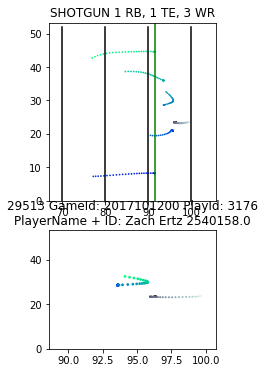 SHOTGUN 1 RB, 1 TE, 3 WR
50
40
30
20
10
0
70 80 90 100
29513 GameId: 2017101200 PlayId: 3176
PlayerName + ID: Zach Ertz 2540158.0
40
20
0
90.0 92.5 95.0 97.5 100.0